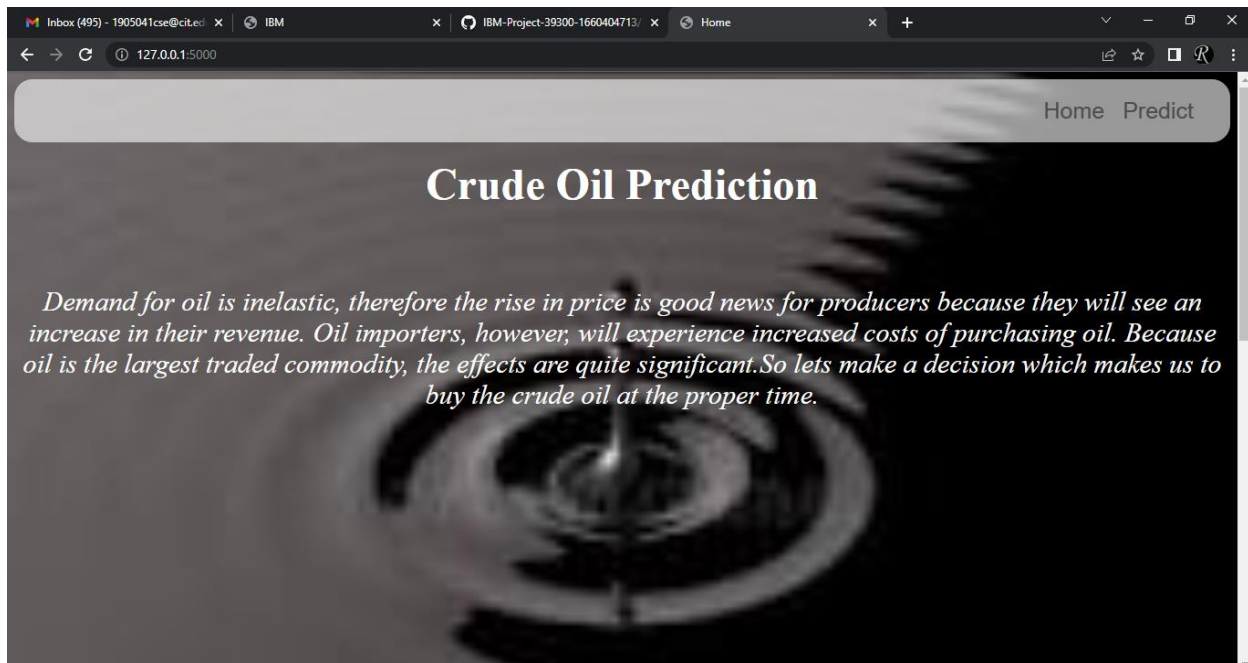 Inbox (495) - 1905041cse@cit.ed
IBM
IBM-Project-39300-1660404713/
Home
127.0.0.1:5000
R
Home Predict
Crude Oil Prediction
Demand for oil is inelastic, therefore the rise in price is good news for producers because they will see an
increase in their revenue. Oil importers, however, will experience increased costs of purchasing oil. Because
oil is the largest traded commodity, the effects are quite significant.So lets make a decision which makes us to
buy the crude oil at the proper time.